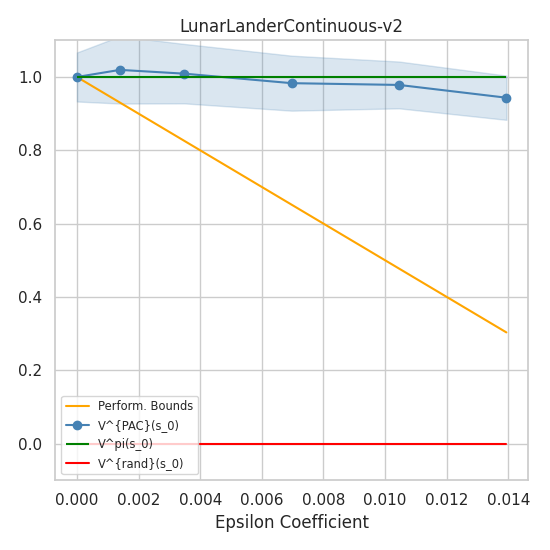 LunarLanderContinuous-v2
1.0
0.8
0.6
0.4
0.2
0.0
Perform. Bounds
V^{PAC}(s_0)
V^pi(s_0)
V^{rand}(s_0)
0.000 0.002 0.004 0.006 0.008 0.010 0.012 0.014
Epsilon Coefficient